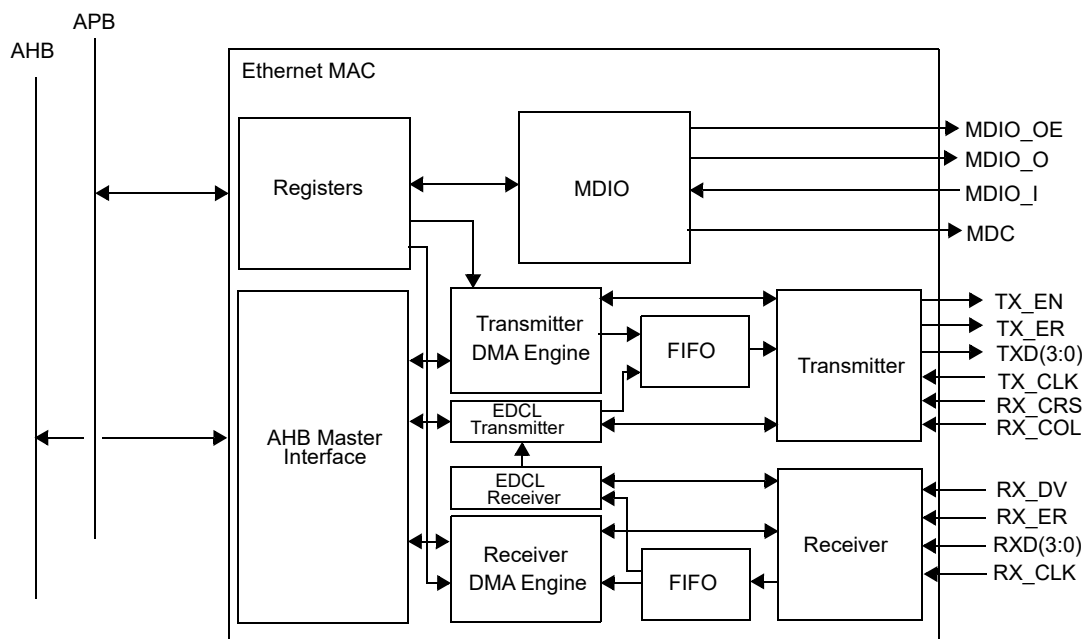 APB
AHB
Ethernet MAC
Registers
MDIO
MDIO_OE
MDIO_O
MDIO_I
MDC
Transmitter
DMA Engine
FIFO
Transmitter
TX_EN
TX_ER
TXD(3:0)
TX_CLK
RX_CRS
RX_COL
EDCL
Transmitter
AHB Master
Interface
EDCL
Receiver
Receiver
DMA Engine
FIFO
Receiver
RX_DV
RX_ER
RXD(3:0)
RX_CLK